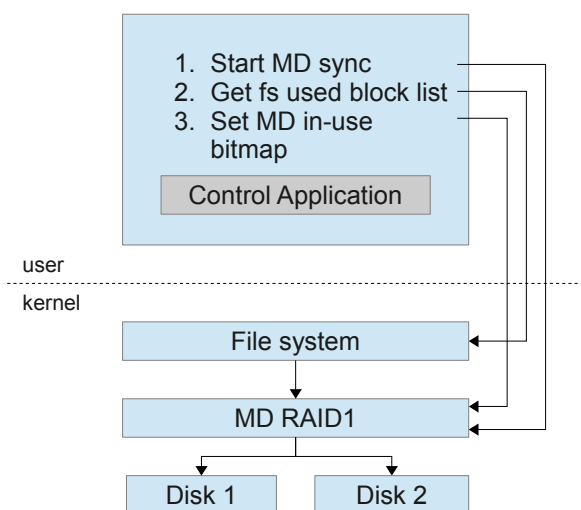 1. Start MD sync
2. Get fs used block list
3. Set MD in-use
bitmap
Control Application
user
kernel
File system
MD RAID1
Disk 1
Disk 2